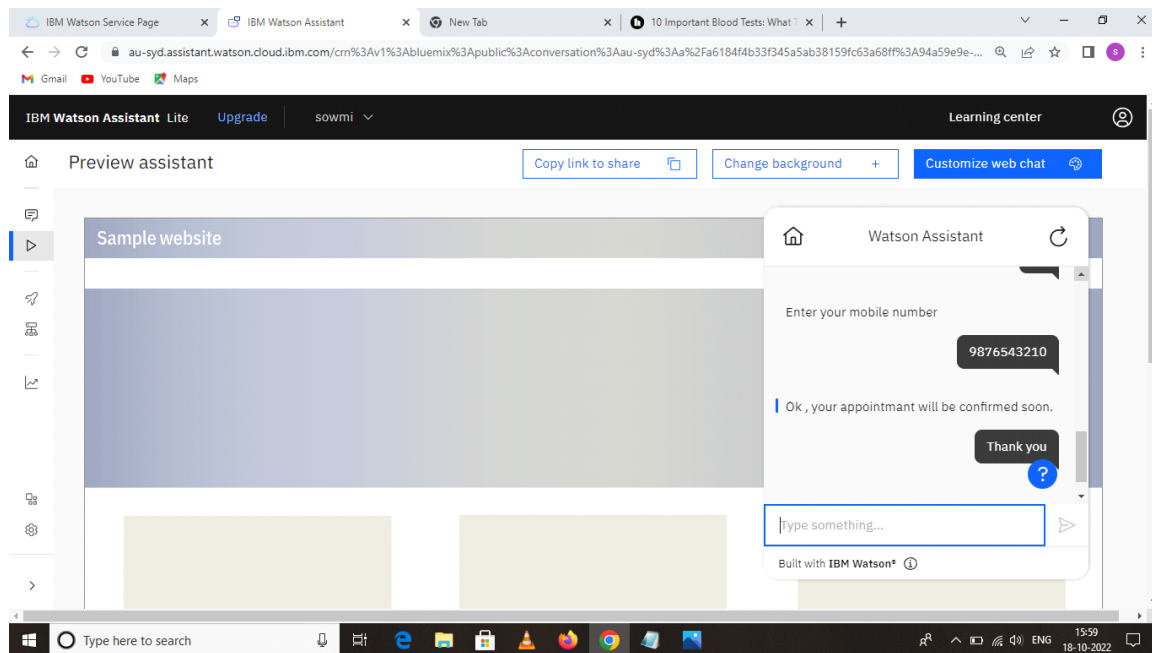 IBM Watson Service Page
IBM Watson Assistant
New Tab
10 Important Blood Tests: What T
au-syd.assistant.watson.cloud.ibm.com/crn%3Av1%3Abluemix%3Apublic%3Aconversation%3Aau-syd%3Aa%2Fa6184f4b33f345a5ab38159fc63a68ff%3A94a59e9e-...
s
Gmail YouTube Maps
IBM Watson Assistant Lite Upgrade sowmi Learning center
Preview assistant Copy link to share Change background + Customize web chat
Sample website
Watson Assistant
Enter your mobile number
9876543210
Ok , your appointmant will be confirmed soon.
Thank you
?
Type something...
Built with IBM Watson®
Type here to search
ENG
15:59
18-10-2022